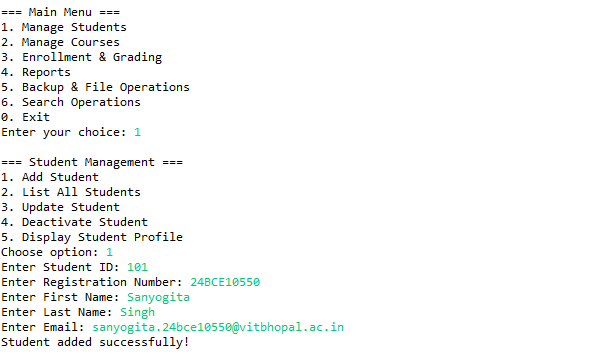 === Main Menu ===
1. Manage Students
2. Manage Courses
3. Enrollment & Grading
4. Reports
5. Backup & File Operations
6. Search Operations
0. Exit
Enter your choice: 1

=== Student Management ===
1. Add Student
2. List All Students
3. Update Student
4. Deactivate Student
5. Display Student Profile
Choose option: 1
Enter Student ID: 101
Enter Registration Number: 24BCE10550
Enter First Name: Sanyogita
Enter Last Name: Singh
Enter Email: sanyogita.24bce10550@vitbhopal.ac.in
Student added successfully!